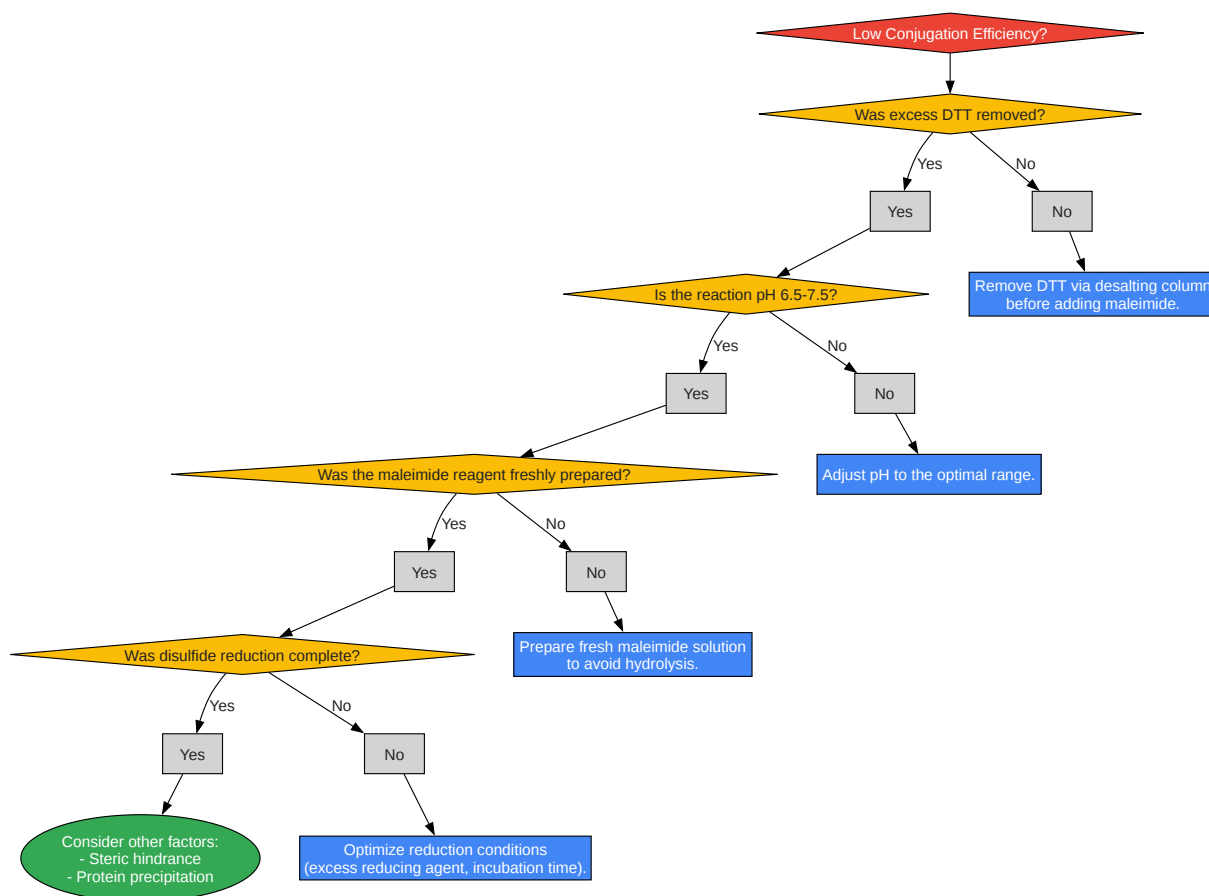 Low Conjugation Efficiency?
Was excess DTT removed?
Yes
No
Yes
No
Is the reaction pH 6.5-7.5?
Remove DTT via desalting column
before adding maleimide.
Yes
No
Yes
No
Was the maleimide reagent freshly prepared?
Adjust pH to the optimal range.
Yes
No
Yes
No
Was disulfide reduction complete?
Prepare fresh maleimide solution
to avoid hydrolysis.
Yes
No
Yes
No
Consider other factors:
- Steric hindrance
- Protein precipitation
Optimize reduction conditions
(excess reducing agent, incubation time).